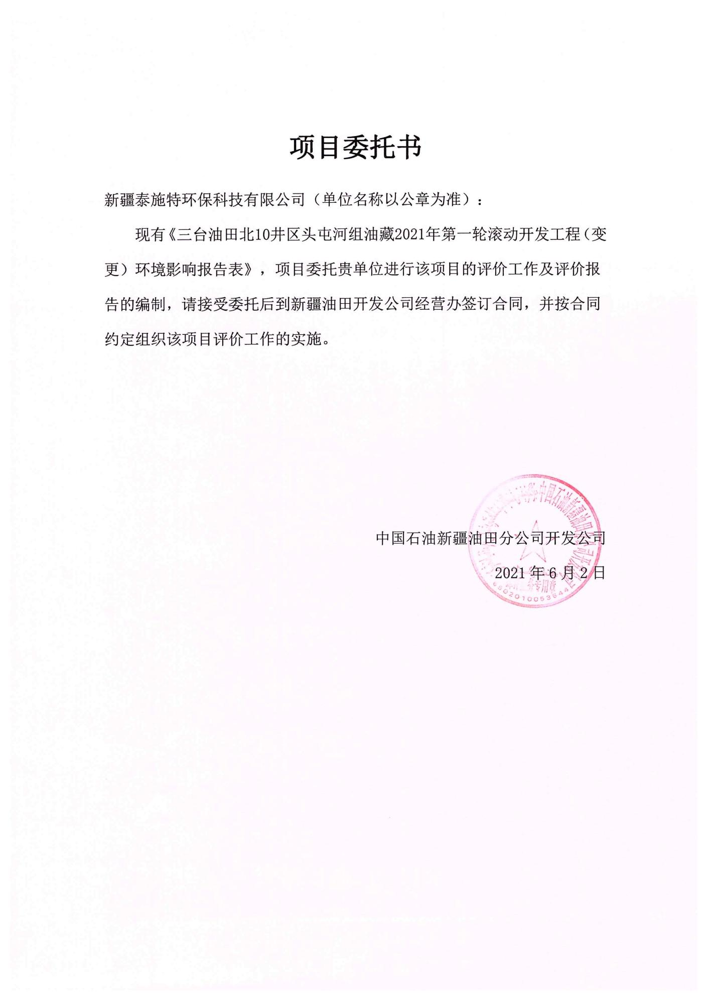 项目委托书
新疆泰施特环保科技有限公司（单位名称以公章为准）:
现有《三台油田北10井区头屯河组油藏2021年第一轮滚动开发工程（变
更）环境影响报告表》，项目委托贵单位进行该项目的评价工作及评价报
告的编制，请接受委托后到新疆油田开发公司经营办签订合同，并按合同
约定组织该项目评价工作的实施。
中国石油新疆油田分公司开发公司
2021 年 6 月 2 日
专用章